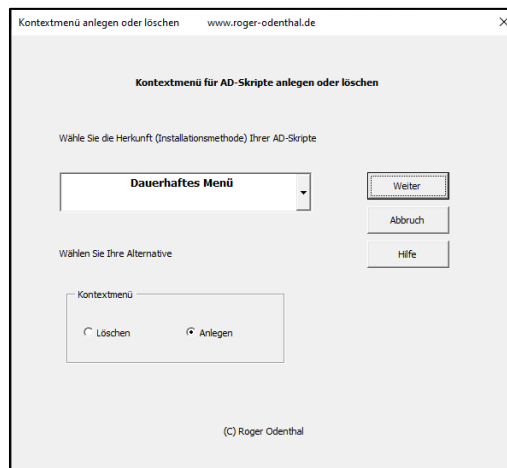 Kontextmenü anlegen oder löschen www.roger-odenthal.de
Kontextmenü für AD-Skripte anlegen oder löschen
Wähle Sie die Herkunft (Installationsmethode) Ihrer AD-Skripte
Dauerhaftes Menü
Weiter
Abbruch
Wählen Sie Ihre Alternative
Hilfe
Kontextmenü
Löschen Anlegen
(C) Roger Odenthal